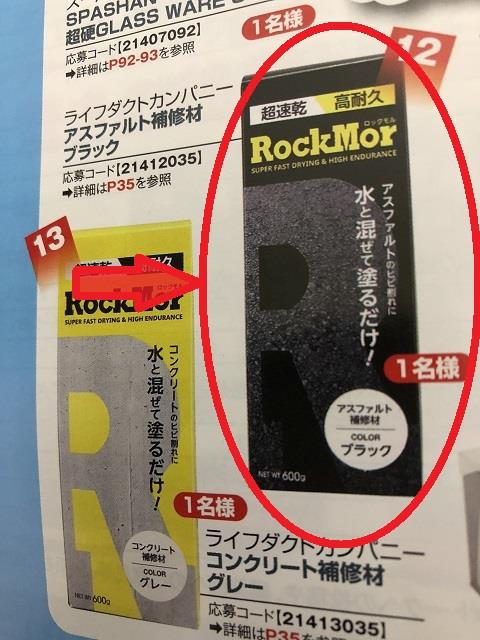 SPASHAN
超硬GLASS WARE
1名様
応募コード【21407092】
➡詳細はP92-93を参照
12
ライフダクトカンパニー
アスファルト補修材
ブラック
応募コード【21412035】
➡詳細はP35を参照
超速乾 高耐久
ロックモル
RockMor
SUPER FAST DRYING & HIGH ENDURANCE
アスファルトのヒビ割れに
水と混ぜて塗るだけ!
1名様
アスファルト
補修材
COLOR
ブラック
NET Wt 600g
13
超速乾 高耐久
ロックモル
RockMor
SUPER FAST DRYING & HIGH ENDURANCE
コンクリートのヒビ割れに
水と混ぜて塗るだけ!
1名様
コンクリート
補修材
COLOR
グレー
NET Wt 600g
ライフダクトカンパニー
コンクリート補修材
グレー
応募コード【21413035】
➡詳細はP35を参照